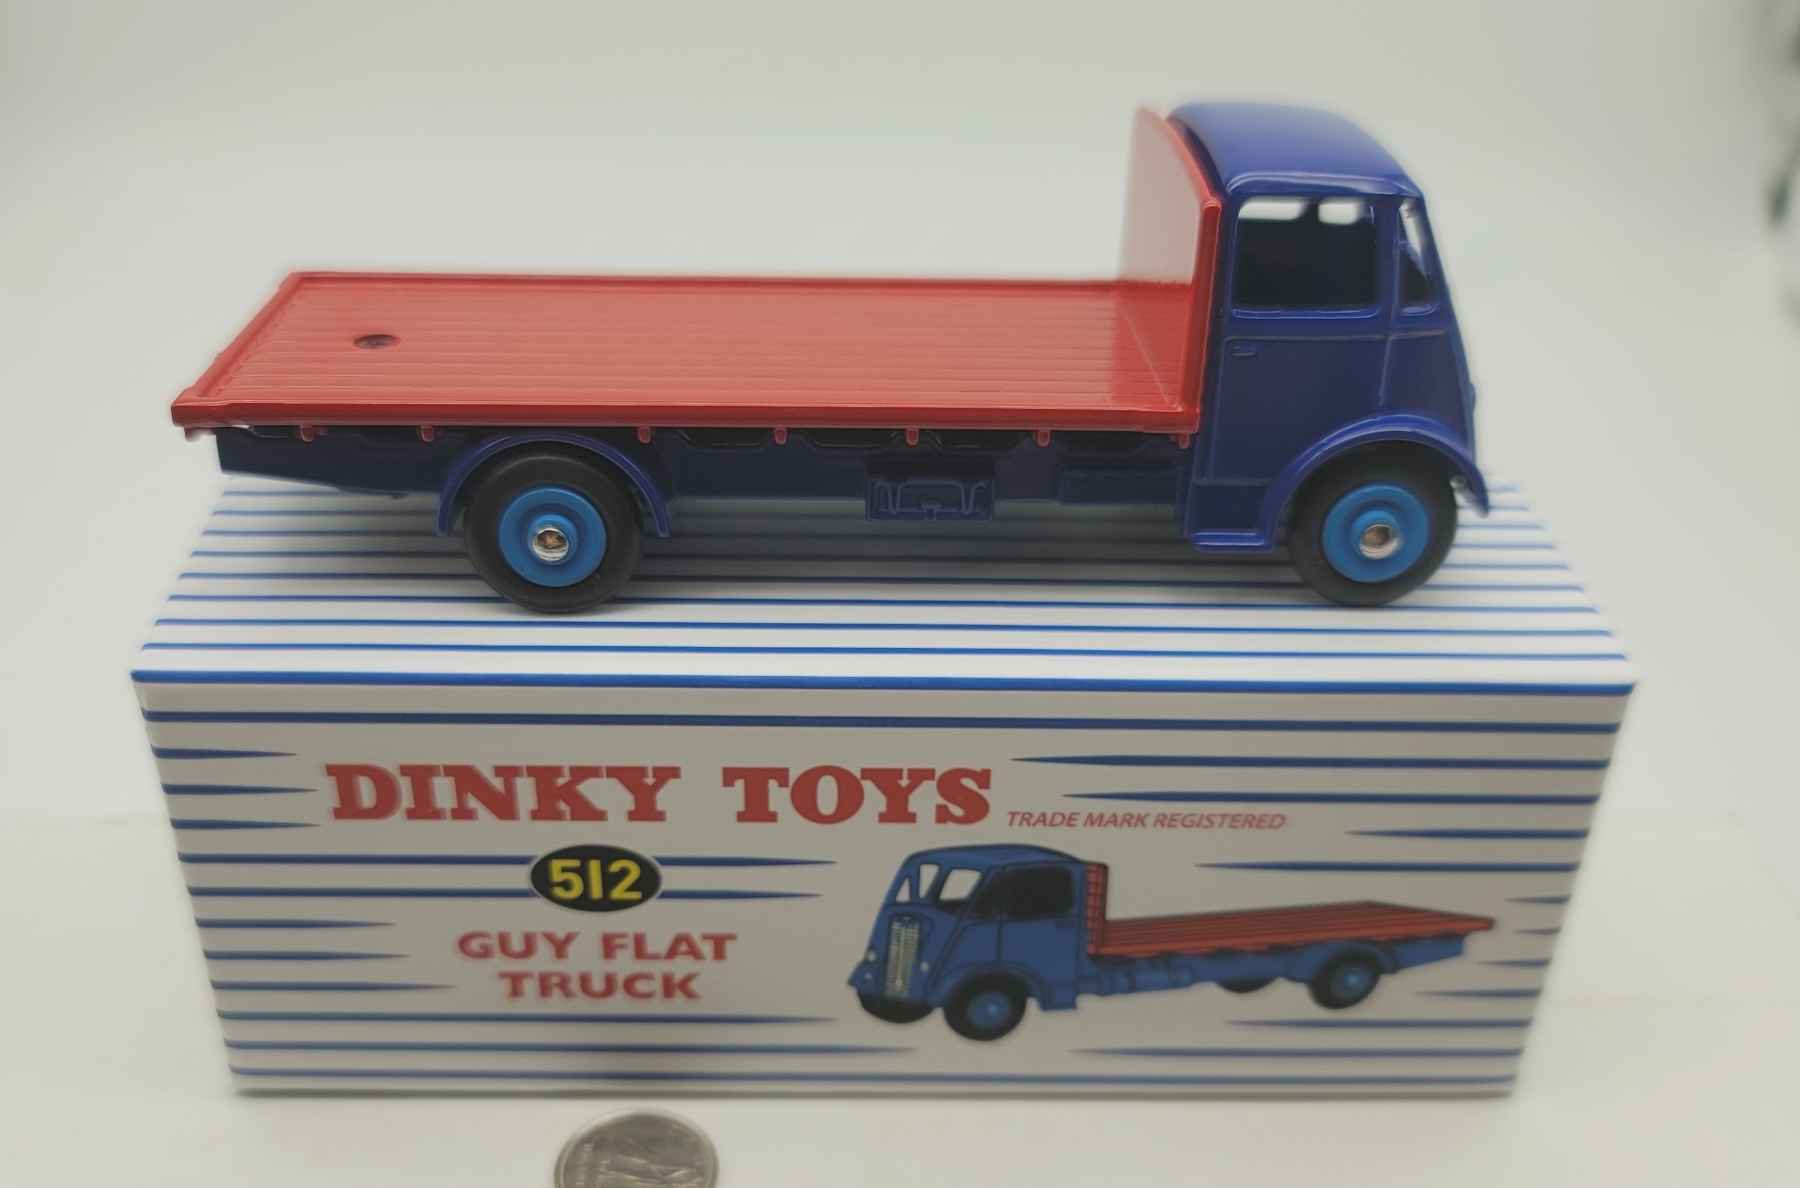 DINKY TOYS
TRADE MARK REGISTERED
512
GUY FLAT
TRUCK